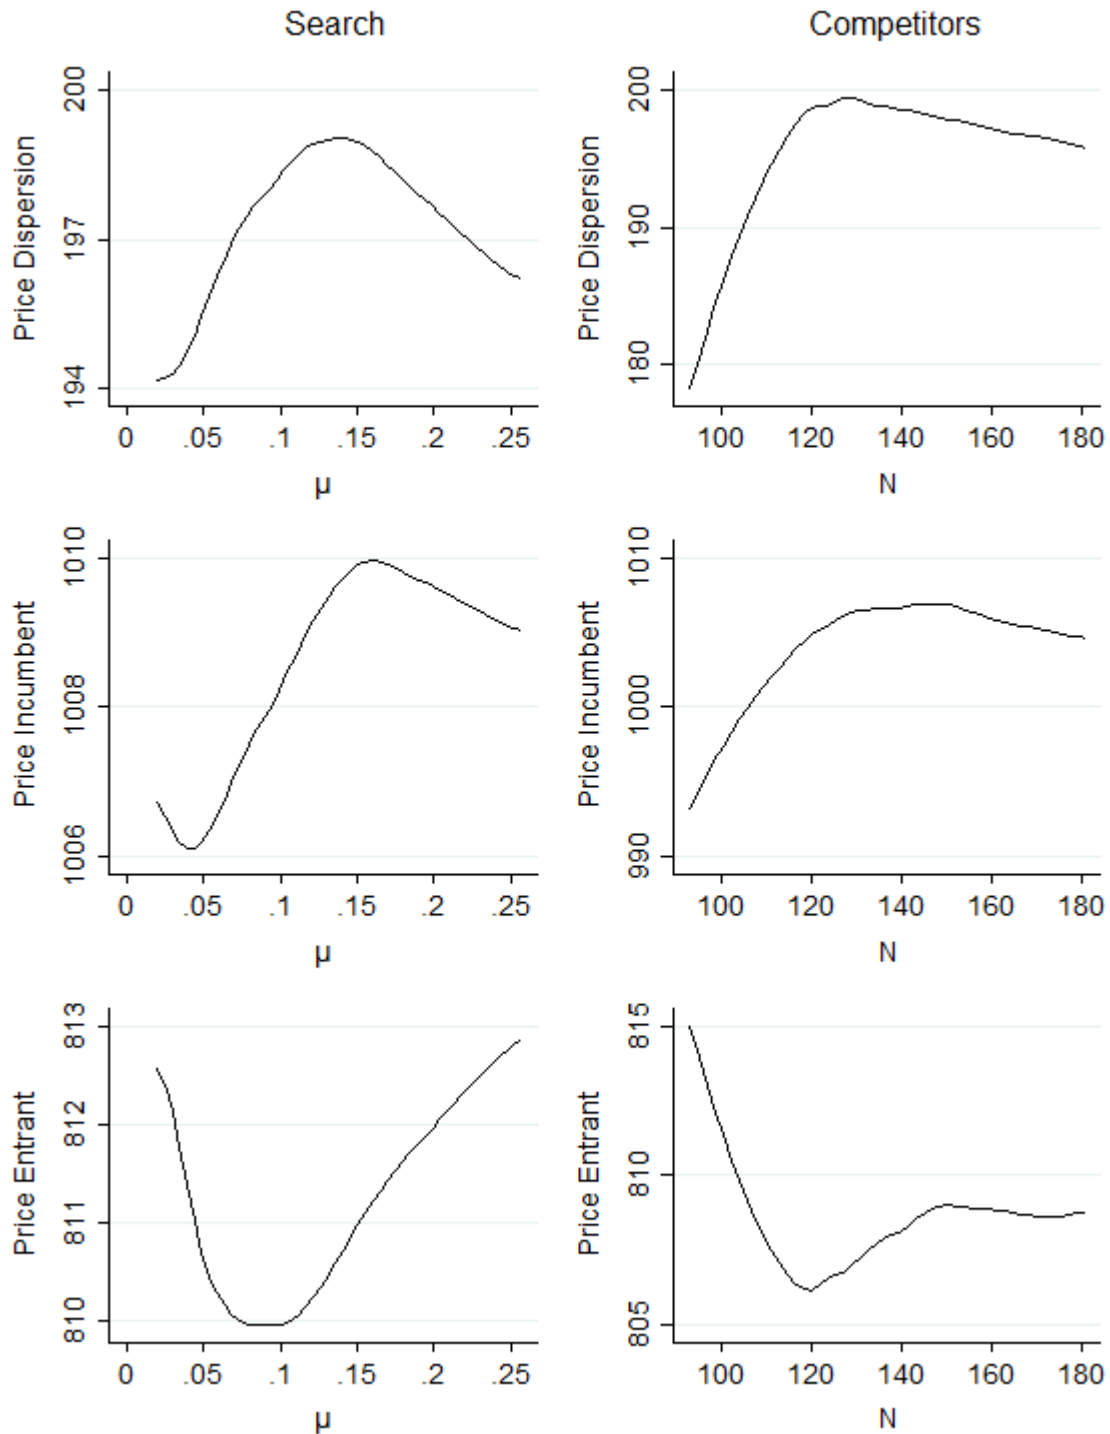 Search
Competitors
Price Dispersion
200
197
194
0 .05 .1 .15 .2 .25
μ
Price Dispersion
200
190
180
100 120 140 160 180
N
Price Incumbent
1010
1008
1006
0 .05 .1 .15 .2 .25
μ
Price Incumbent
1010
1000
990
100 120 140 160 180
N
Price Entrant
813
812
811
810
0 .05 .1 .15 .2 .25
μ
Price Entrant
815
810
805
100 120 140 160 180
N